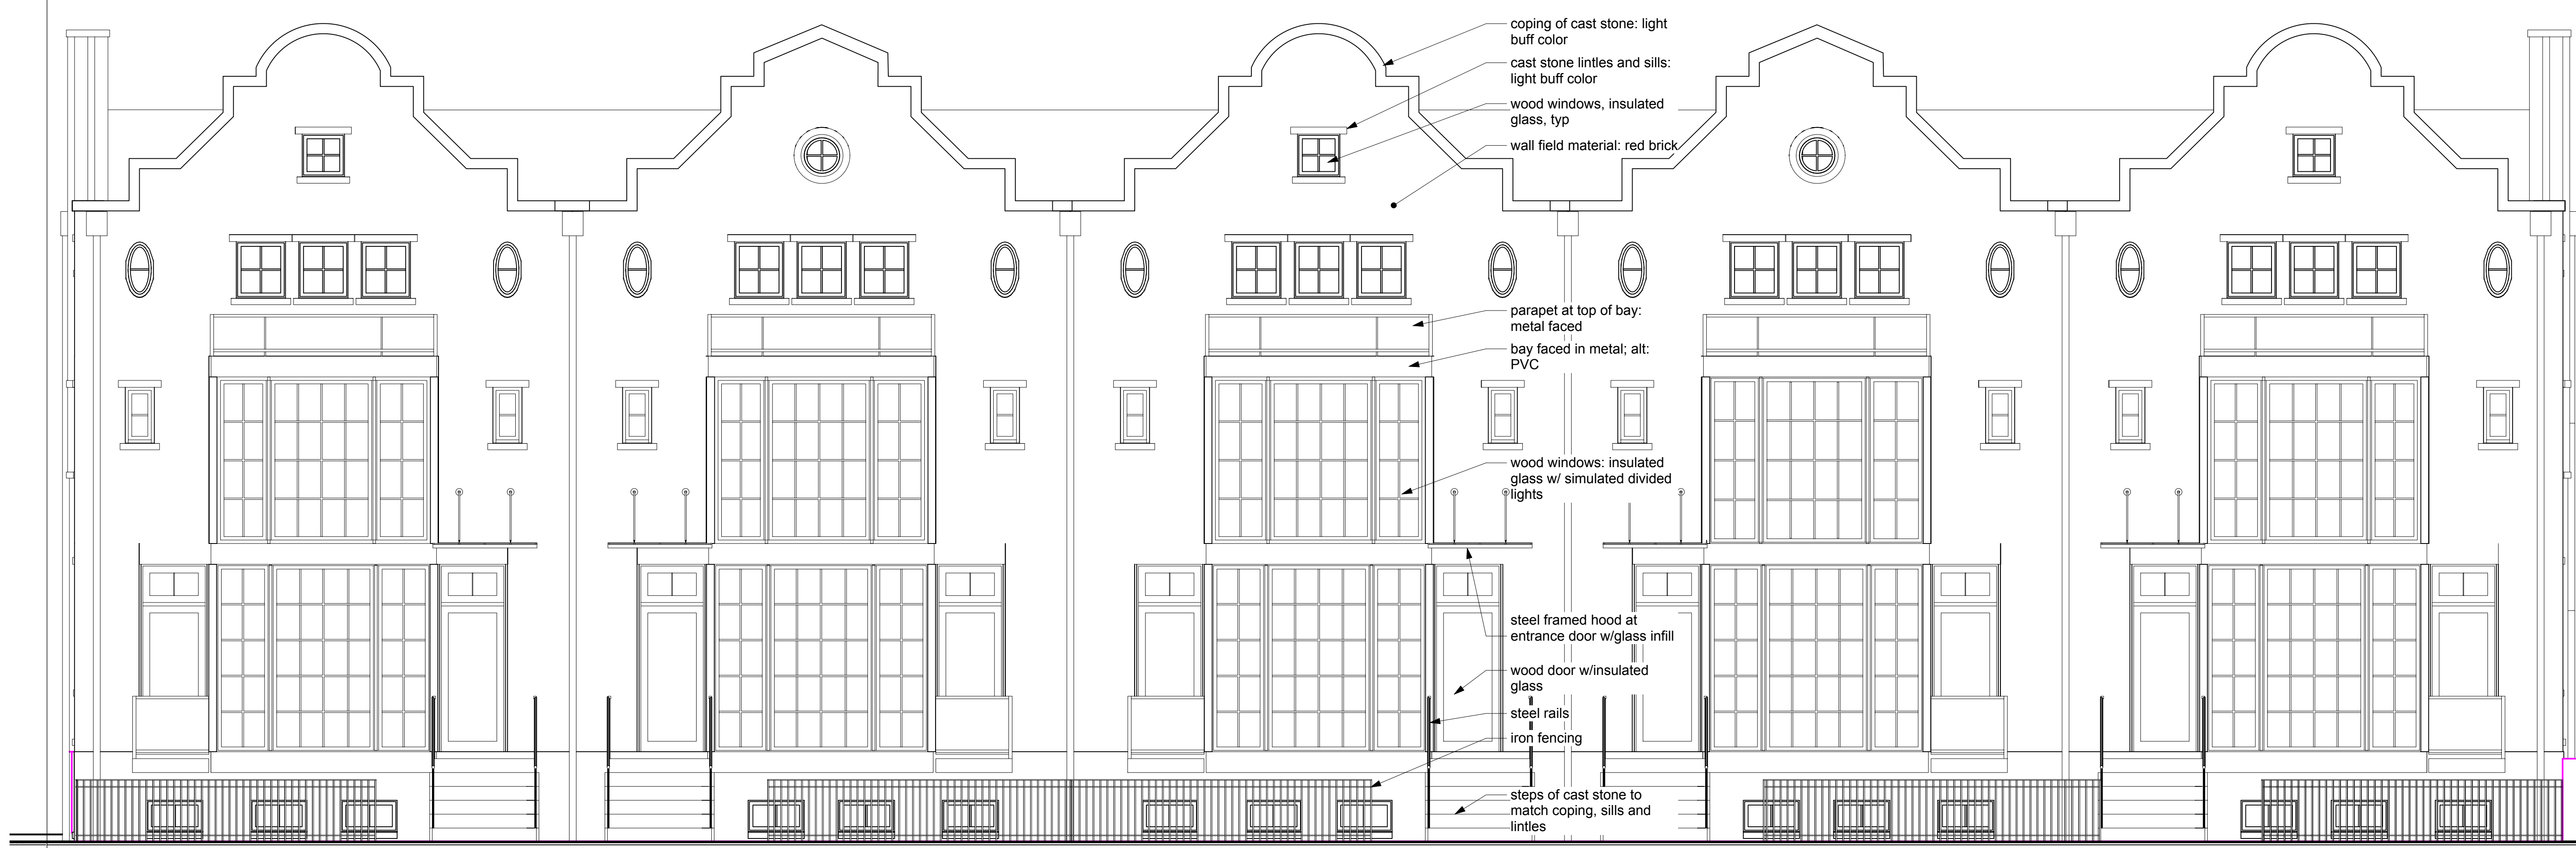 coping of cast stone: light
buff color
cast stone lintles and sills:
light buff color
wood windows, insulated
glass, typ
wall field material: red brick
parapet at top of bay:
metal faced
bay faced in metal; alt:
PVC
wood windows: insulated
glass w/ simulated divided
lights
steel framed hood at
entrance door w/glass infill
wood door w/insulated
glass
steel rails
iron fencing
steps of cast stone to
match coping, sills and
lintles